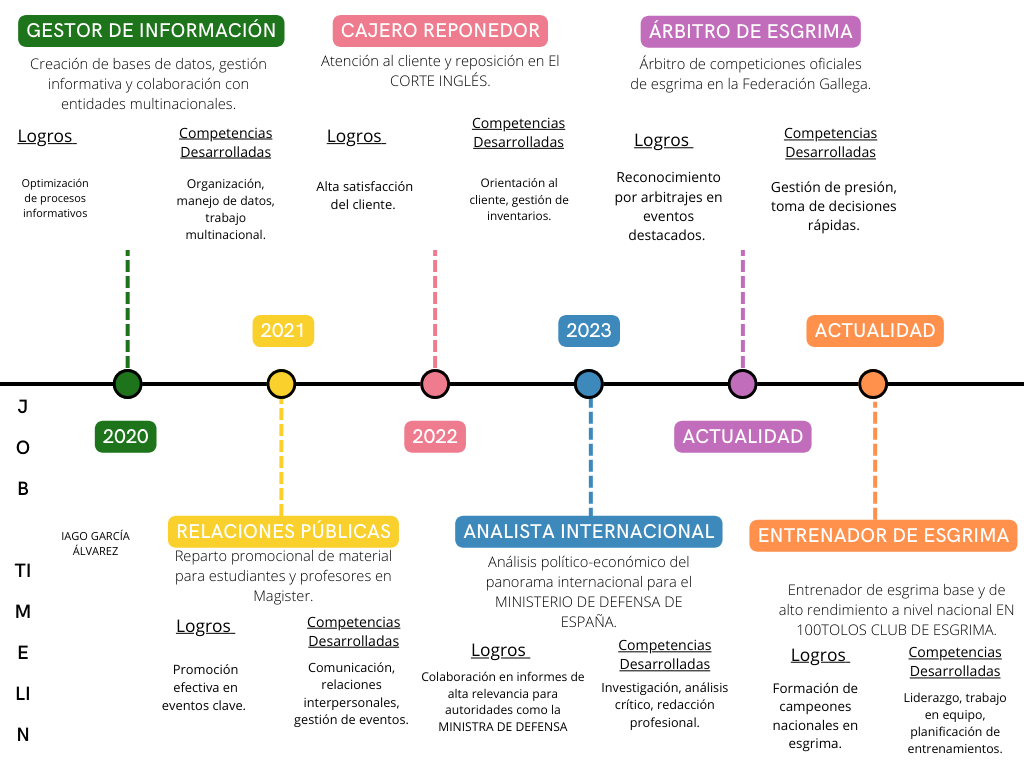 GESTOR DE INFORMACIÓN
Creación de bases de datos, gestión
informativa y colaboración con
entidades multinacionales.
Logros
Competencias
Desarrolladas
Optimización
de procesos
informativos
Organización,
manejo de datos,
trabajo
multinacional.
CAJERO REPONEDOR
Atención al cliente y reposición en El
CORTE INGLÉS.
Logros
Competencias
Desarrolladas
Alta satisfacción
del cliente.
Orientación al
cliente, gestión de
inventarios.
ÁRBITRO DE ESGRIMA
Árbitro de competiciones oficiales
de esgrima en la Federación Gallega.
Logros
Competencias
Desarrolladas
Reconocimiento
por arbitrajes en
eventos
destacados.
Gestión de presión,
toma de decisiones
rápidas.
2021
2023
ACTUALIDAD
2020
2022
ACTUALIDAD
J
O
B
TI
M
E
LI
N
IAGO GARCÍA
ÁLVAREZ
RELACIONES PÚBLICAS
Reparto promocional de material
para estudiantes y profesores en
Magister.
Logros
Competencias
Desarrolladas
Promoción
efectiva en
eventos clave.
Comunicación,
relaciones
interpersonales,
gestión de eventos.
ANALISTA INTERNACIONAL
Análisis político-económico del
panorama internacional para el
MINISTERIO DE DEFENSA DE
ESPAÑA.
Logros
Competencias
Desarrolladas
Colaboración en informes de
alta relevancia para
autoridades como la
MINISTRA DE DEFENSA
Investigación, análisis
crítico, redacción
profesional.
ENTRENADOR DE ESGRIMA
Entrenador de esgrima base y de
alto rendimiento a nivel nacional EN
100TOLOS CLUB DE ESGRIMA.
Logros
Competencias
Desarrolladas
Formación de
campeones
nacionales en
esgrima.
Liderazgo, trabajo
en equipo,
planificación de
entrenamientos.